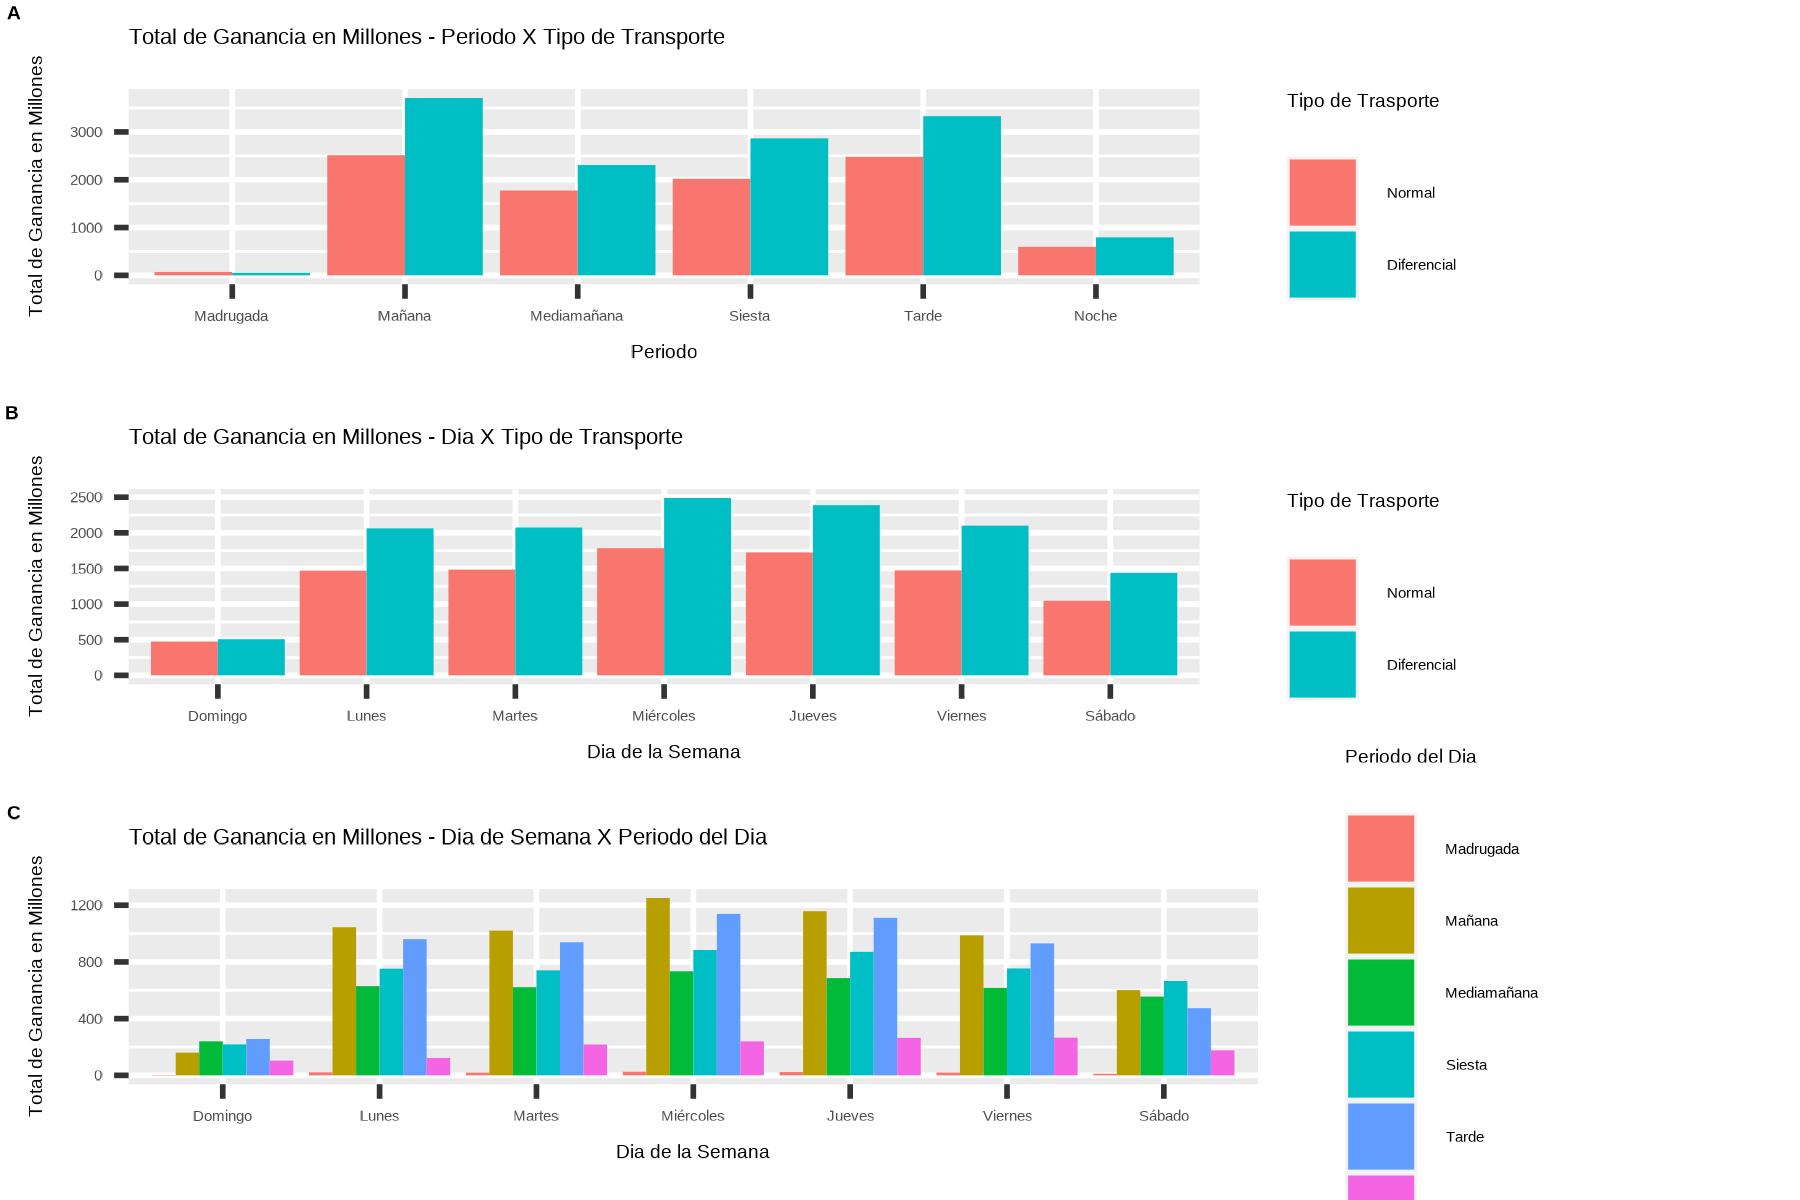 A
Total de Ganancia en Millones - Periodo X Tipo de Transporte
Total de Ganancia en Millones
3000
2000
1000
0
Madrugada Mañana Mediamañana Siesta Tarde Noche
Periodo
Tipo de Trasporte
Normal
Diferencial
B
Total de Ganancia en Millones - Dia X Tipo de Transporte
Total de Ganancia en Millones
2500
2000
1500
1000
500
0
Domingo Lunes Martes Miércoles Jueves Viernes Sábado
Dia de la Semana
Tipo de Trasporte
Normal
Diferencial
C
Total de Ganancia en Millones - Dia de Semana X Periodo del Dia
Total de Ganancia en Millones
1200
800
400
0
Domingo Lunes Martes Miércoles Jueves Viernes Sábado
Dia de la Semana
Periodo del Dia
Madrugada
Mañana
Mediamañana
Siesta
Tarde